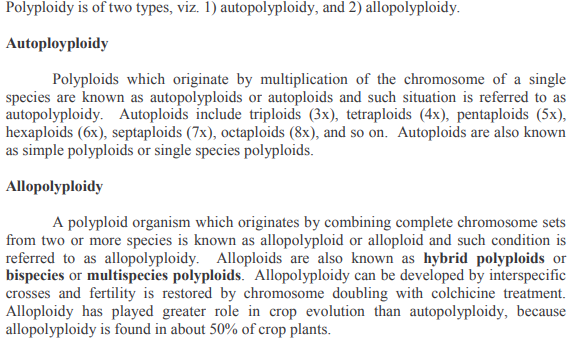 Polyploidy is of two types, viz. 1) autopolyploidy, and 2) allopolyploidy.
Autoployploidy
Polyploids which originate by multiplication of the chromosome of a single
species are known as autopolyploids or autoploids and such situation is referred to as
autopolyploidy. Autoploids include triploids (3x), tetraploids (4x), pentaploids (5x),
hexaploids (6x), septaploids (7x), octaploids (8x), and so on. Autoploids are also known
as simple polyploids or single species polyploids.
Allopolyploidy
A polyploid organism which originates by combining complete chromosome sets
from two or more species is known as allopolyploid or alloploid and such condition is
referred to as allopolyploidy. Alloploids are also known as hybrid polyploids or
bispecies or multispecies polyploids. Allopolyploidy can be developed by interspecific
crosses and fertility is restored by chromosome doubling with colchicine treatment.
Alloploidy has played greater role in crop evolution than autopolyploidy, because
allopolyploidy is found in about 50% of crop plants.